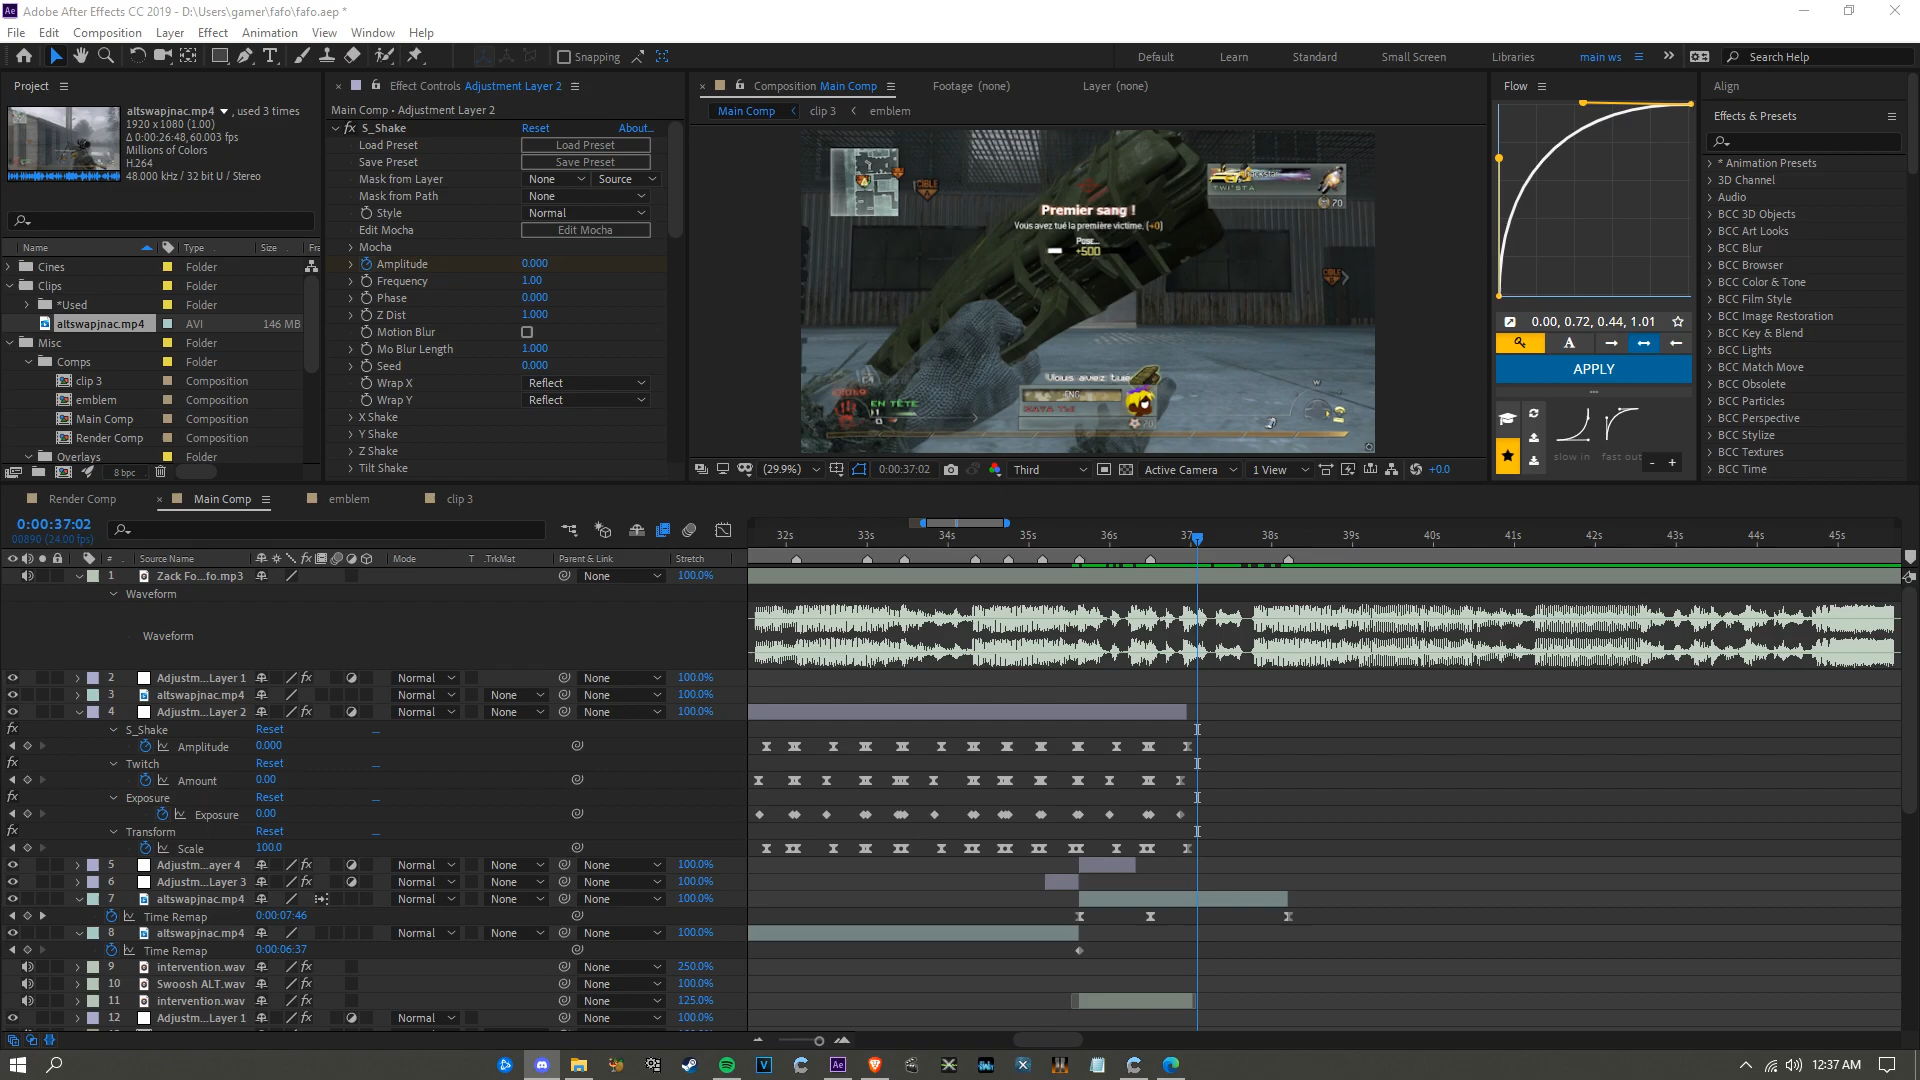 Adobe After Effects CC 2019 - D:\Users\gamer\fafo\fafo.aep *
File Edit Composition Layer Effect Animation View Window Help
Snapping
Default Learn Standard Small Screen Libraries main ws Search Help
Project
altswapjnac.mp4 , used 3 times
1920 x 1080 (1.00)
Δ 0:00:26:48, 60.003 fps
Millions of Colors
H.264
48.000 kHz / 32 bit U / Stereo
Name Type Size Fra
Cines Folder
Clips Folder
*Used Folder
altswapjnac.mp4 AVI 146 MB
Misc Folder
Comps Folder
clip 3 Composition
emblem Composition
Main Comp Composition
Render Comp Composition
Overlays Folder
8 bpc
Effect Controls Adjustment Layer 2
Main Comp • Adjustment Layer 2
fx S_Shake Reset About...
Load Preset Load Preset
Save Preset Save Preset
Mask from Layer None Source
Mask from Path None
Style Normal
Edit Mocha Edit Mocha
Mocha
Amplitude 0.000
Frequency 1.00
Phase 0.000
Z Dist 1.000
Motion Blur
Mo Blur Length 1.000
Seed 0.000
Wrap X Reflect
Wrap Y Reflect
X Shake
Y Shake
Z Shake
Tilt Shake
Composition Main Comp Footage (none) Layer (none)
Main Comp clip 3 emblem
Premier sang !
Vous avez tué la première victime. (+0)
Pose...
+500
CIBLE
TWI'STA
70
Vous avez tué
EN TÊTE
70
(29.9%) 0:00:37:02 Third Active Camera 1 View +0.0
Flow
0.00, 0.72, 0.44, 1.01
A
APPLY
slow in fast out
- +
Align
Effects & Presets
* Animation Presets
3D Channel
Audio
BCC 3D Objects
BCC Art Looks
BCC Blur
BCC Browser
BCC Color & Tone
BCC Film Style
BCC Image Restoration
BCC Key & Blend
BCC Lights
BCC Match Move
BCC Obsolete
BCC Particles
BCC Perspective
BCC Stylize
BCC Textures
BCC Time
Render Comp Main Comp emblem clip 3
0:00:37:02
00890 (24.00 fps)
32s 33s 34s 35s 36s 37s 38s 39s 40s 41s 42s 43s 44s 45s
# Source Name Mode T .TrkMat Parent & Link Stretch
1 Zack Fo...fo.mp3 None 100.0%
Waveform
Waveform
2 Adjustm...Layer 1 fx Normal None 100.0%
3 altswapjnac.mp4 Normal None None 100.0%
4 Adjustm...Layer 2 fx Normal None None 100.0%
fx S_Shake Reset
Amplitude 0.000
fx Twitch Reset
Amount 0.00
fx Exposure Reset
Exposure 0.00
fx Transform Reset
Scale 100.0
5 Adjustm...ayer 4 fx Normal None None 100.0%
6 Adjustm...Layer 3 fx Normal None None 100.0%
7 altswapjnac.mp4 Normal None None 100.0%
Time Remap 0:00:07:46
8 altswapjnac.mp4 Normal None None 100.0%
Time Remap 0:00:06:37
9 intervention.wav fx None 250.0%
10 Swoosh ALT.wav fx None 100.0%
11 intervention.wav fx None 125.0%
12 Adjustm...Layer 1 fx Normal None None 100.0%
12:37 AM